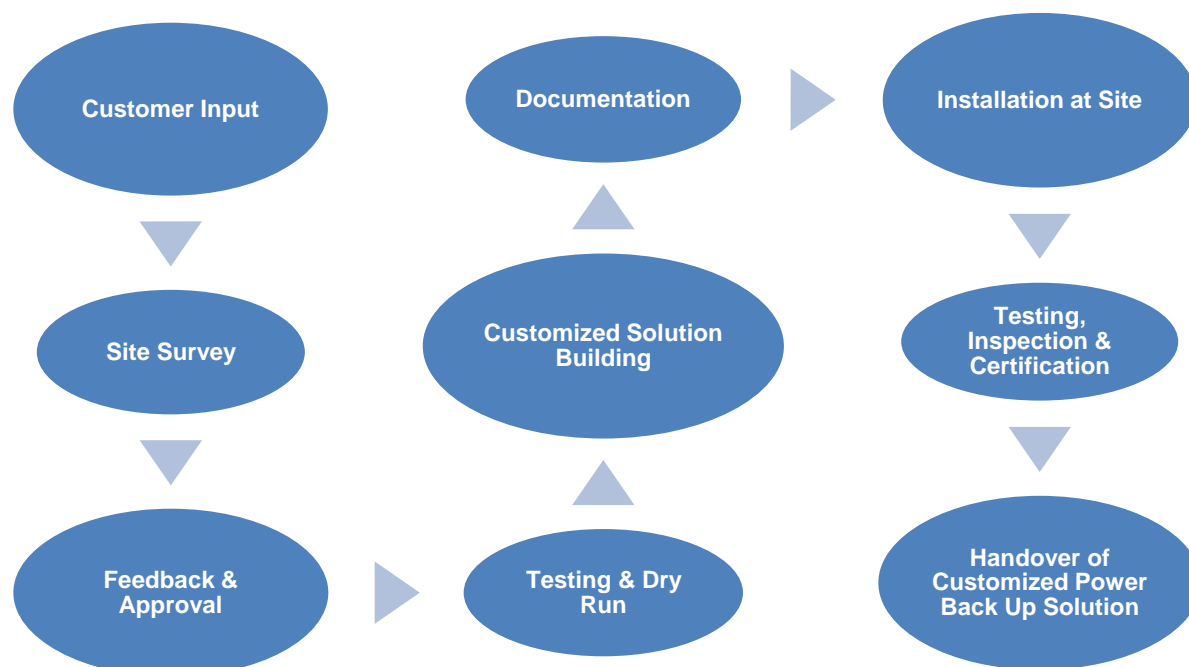 Customer Input
Site Survey
Feedback &
Approval
Testing & Dry
Run
Customized Solution
Building
Documentation
Installation at Site
Testing,
Inspection &
Certification
Handover of
Customized Power
Back Up Solution